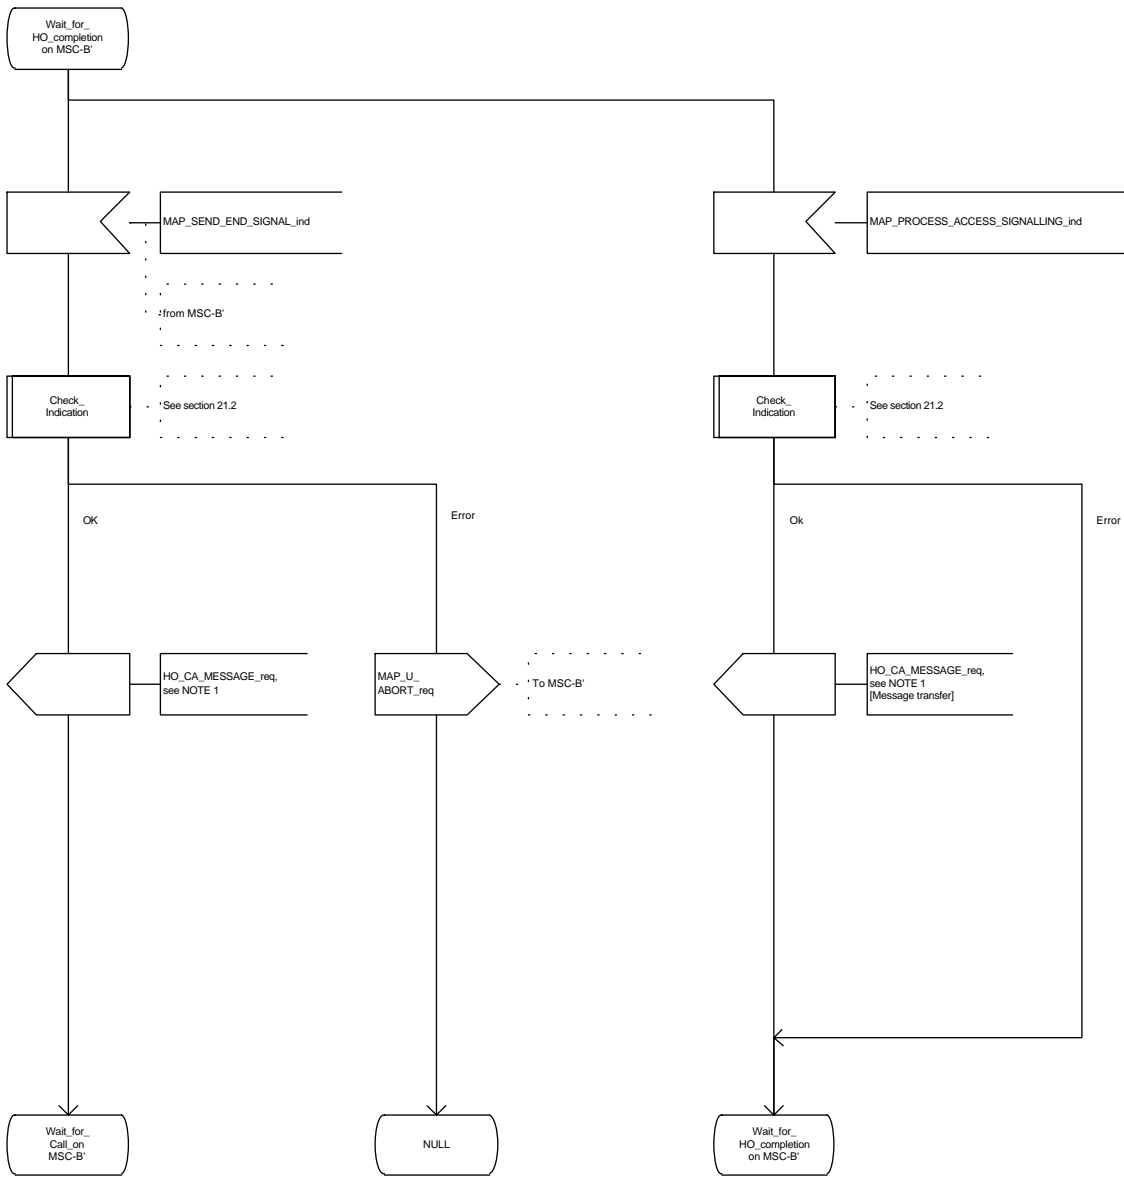 Wait_for_
HO_completion
on MSC-B'
MAP_SEND_END_SIGNAL_ind
MAP_PROCESS_ACCESS_SIGNALLING_ind
from MSC-B'
Check_
Indication
See section 21.2
Check_
Indication
See section 21.2
OK
Error
Ok
Error
HO_CA_MESSAGE_req,
see NOTE 1
MAP_U_
ABORT_req
To MSC-B'
HO_CA_MESSAGE_req,
see NOTE 1
[Message transfer]
Wait_for_
Call_on
MSC-B'
NULL
Wait_for_
HO_completion
on MSC-B'